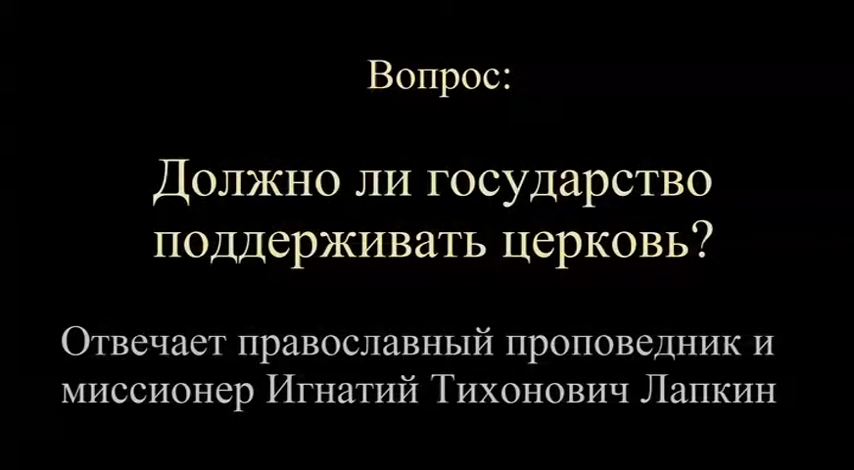 Вопрос:
Должно ли государство
поддерживать церковь?
Отвечает православный проповедник и
миссионер Игнатий Тихонович Лапкин